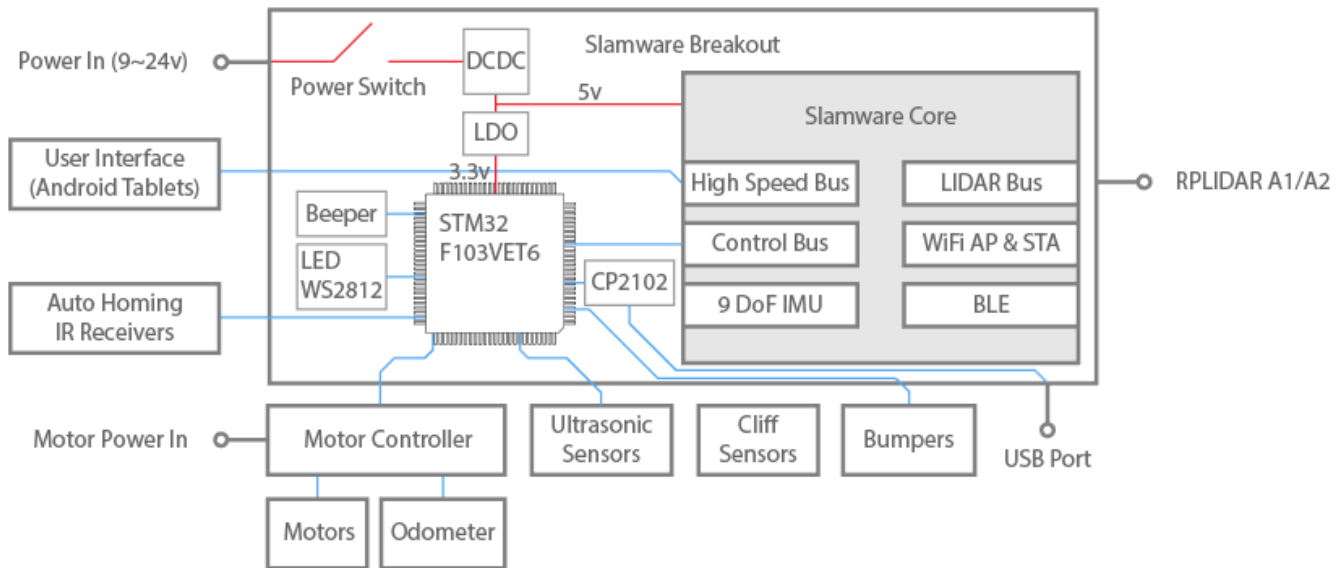 Slamware Breakout
Power In (9~24v)
Power Switch
DCDC
5v
LDO
3.3v
Slamware Core
User Interface
(Android Tablets)
High Speed Bus
LIDAR Bus
RPLIDAR A1/A2
Beeper
STM32
F103VET6
Control Bus
WiFi AP & STA
LED
WS2812
CP2102
9 DoF IMU
BLE
Auto Homing
IR Receivers
Motor Power In
Motor Controller
Ultrasonic
Sensors
Cliff
Sensors
Bumpers
USB Port
Motors
Odometer